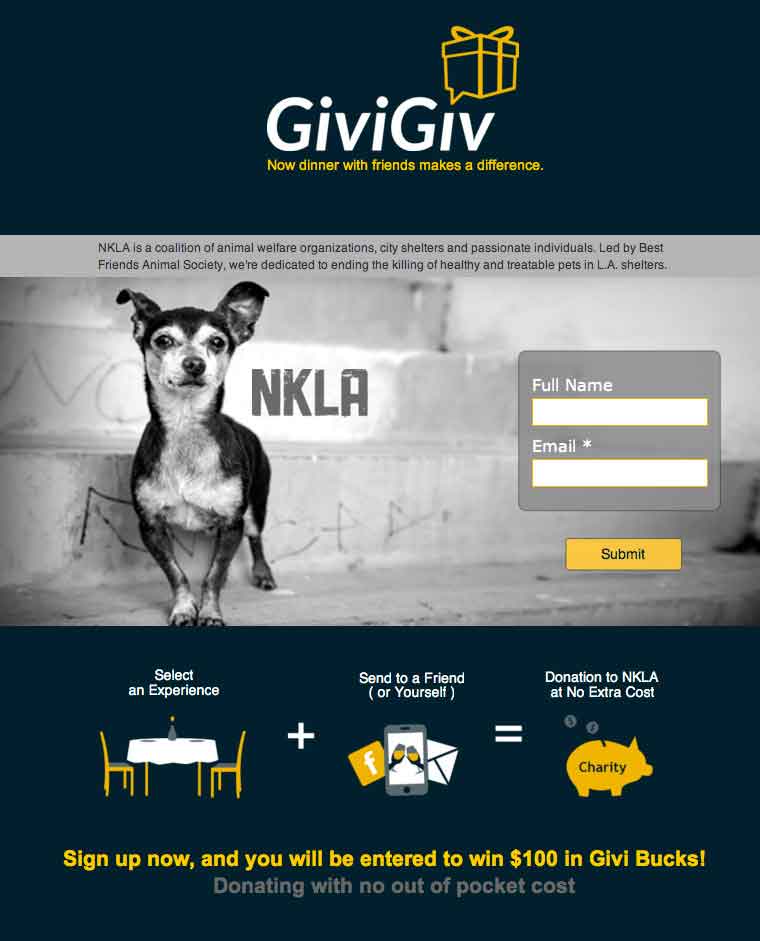 GiviGiv
Now dinner with friends makes a difference.
NKLA is a coalition of animal welfare organizations, city shelters and passionate individuals. Led by Best
Friends Animal Society, we're dedicated to ending the killing of healthy and treatable pets in L.A. shelters.
NKLA
Full Name
Email *
Submit
Select
an Experience
Send to a Friend
( or Yourself )
Donation to NKLA
at No Extra Cost
+
f
=
$
Charity
Sign up now, and you will be entered to win $100 in Givi Bucks!
Donating with no out of pocket cost